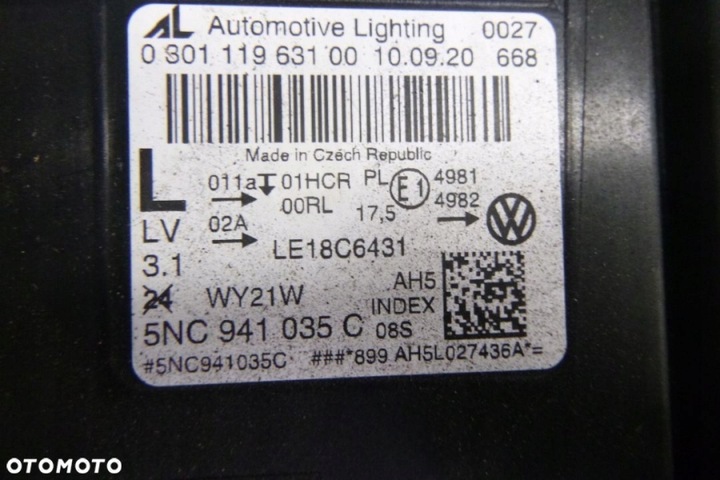 AL Automotive Lighting 0027
0 301 119 631 00 10.09.20 668
Made in Czech Republic
L 011a 01HCR PL E1 4981
00RL 17,5 4982
LV 02A LE18C6431
3.1 AH5
24 WY21W INDEX
5NC 941 035 C 08S
#5NC941035C ###*899 AH5L027436A*=
OTOMOTO